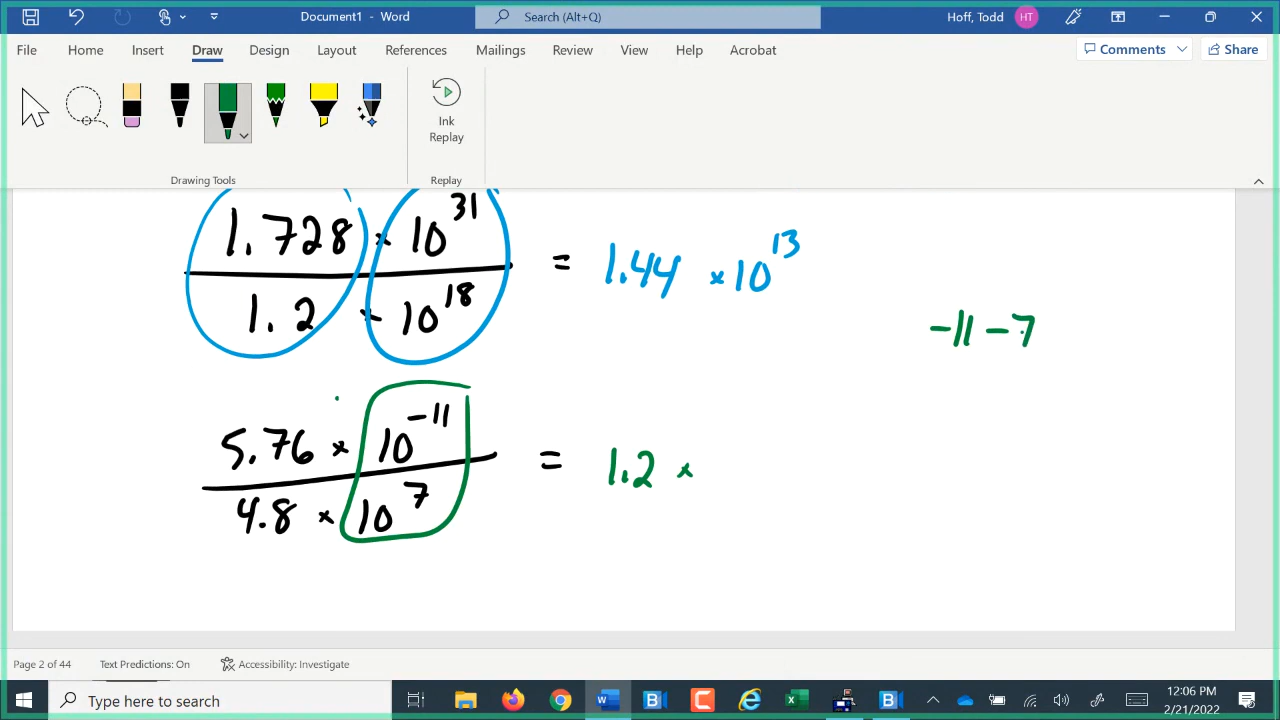 Document1 - Word
Search (Alt+Q)
Hoff, Todd
HT
File Home Insert Draw Design Layout References Mailings Review View Help Acrobat
Comments
Share
Ink
Replay
Drawing Tools
Replay
1.728 × 10^31
1.2 × 10^18
= 1.44 × 10^13
-11 - 7
5.76 × 10^-11
4.8 × 10^7
= 1.2 ×
Page 2 of 44 Text Predictions: On Accessibility: Investigate
Type here to search
12:06 PM
2/21/2022